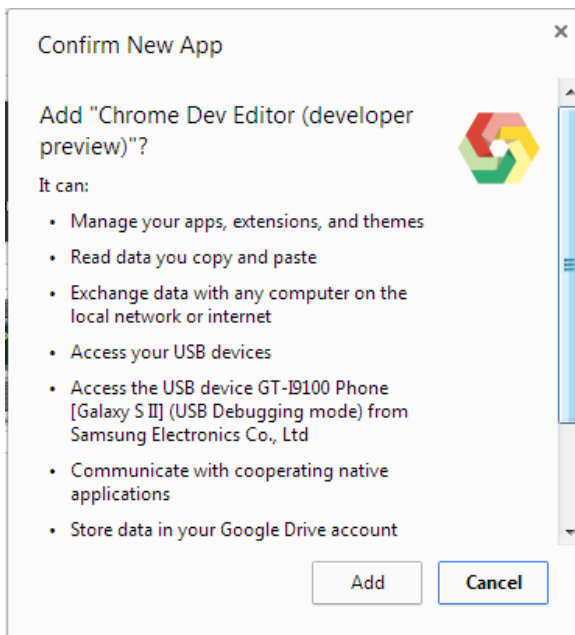 Confirm New App
Add "Chrome Dev Editor (developer
preview)"?
It can:
• Manage your apps, extensions, and themes
• Read data you copy and paste
• Exchange data with any computer on the
local network or internet
• Access your USB devices
• Access the USB device GT-I9100 Phone
[Galaxy S II] (USB Debugging mode) from
Samsung Electronics Co., Ltd
• Communicate with cooperating native
applications
• Store data in your Google Drive account
Add
Cancel